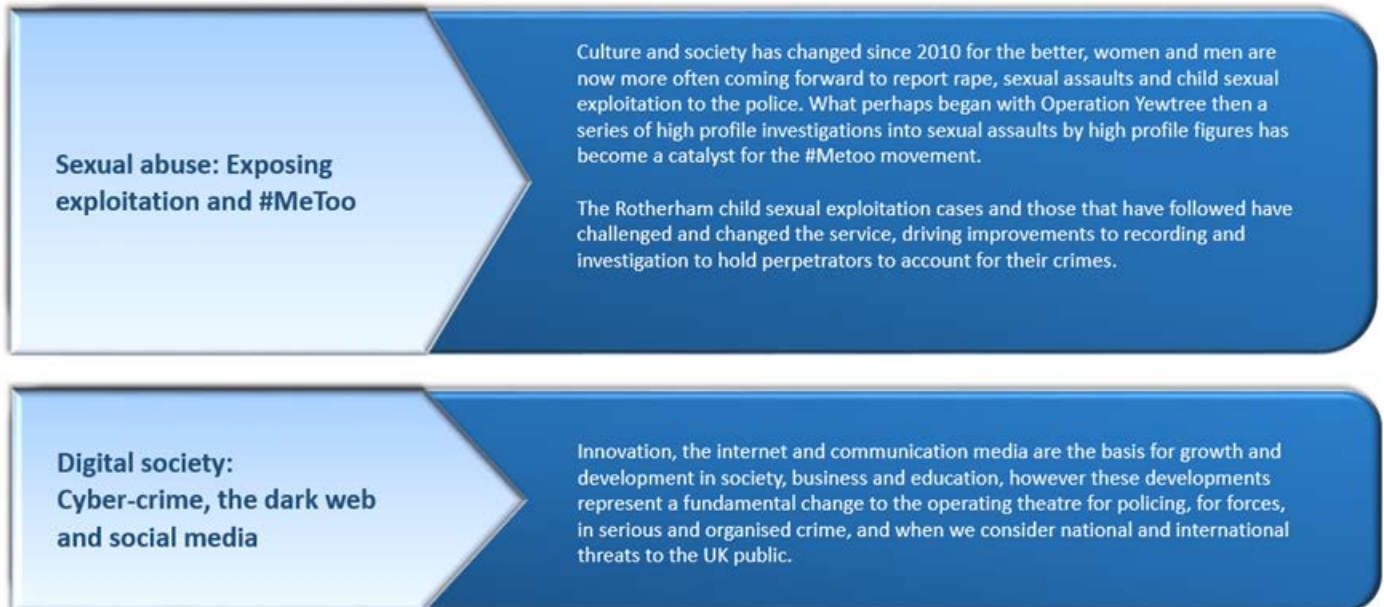 Sexual abuse: Exposing
exploitation and #MeToo
Culture and society has changed since 2010 for the better, women and men are
now more often coming forward to report rape, sexual assaults and child sexual
exploitation to the police. What perhaps began with Operation Yewtree then a
series of high profile investigations into sexual assaults by high profile figures has
become a catalyst for the #Metoo movement.
The Rotherham child sexual exploitation cases and those that have followed have
challenged and changed the service, driving improvements to recording and
investigation to hold perpetrators to account for their crimes.
Digital society:
Cyber-crime, the dark web
and social media
Innovation, the internet and communication media are the basis for growth and
development in society, business and education, however these developments
represent a fundamental change to the operating theatre for policing, for forces,
in serious and organised crime, and when we consider national and international
threats to the UK public.